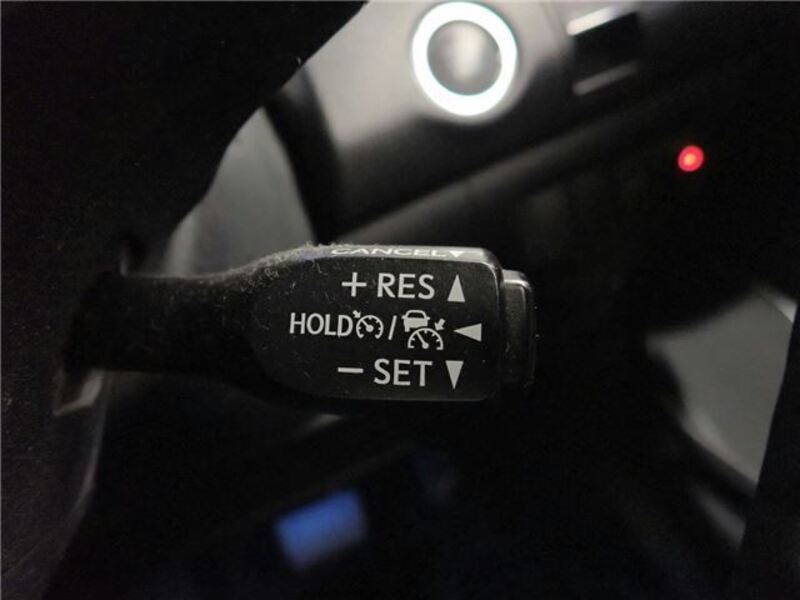 CANCEL▼
+ RES ▲
HOLD / ◀
− SET ▼